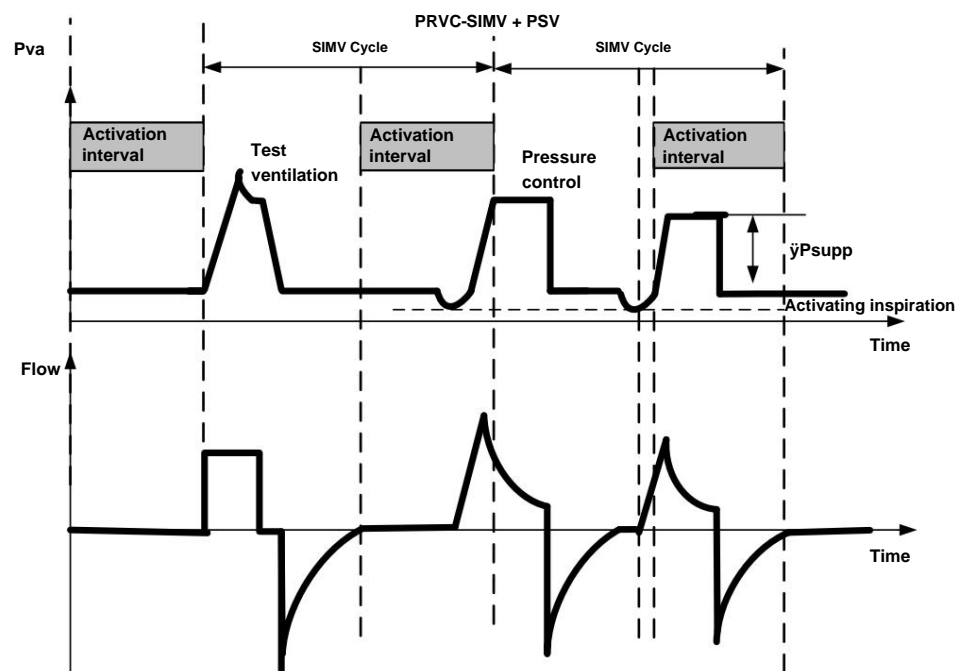 PRVC-SIMV + PSV
Pva
SIMV Cycle
SIMV Cycle
Activation
interval
Test
ventilation
Activation
interval
Pressure
control
Activation
interval
ÿPsupp
Activating inspiration
Time
Flow
Time